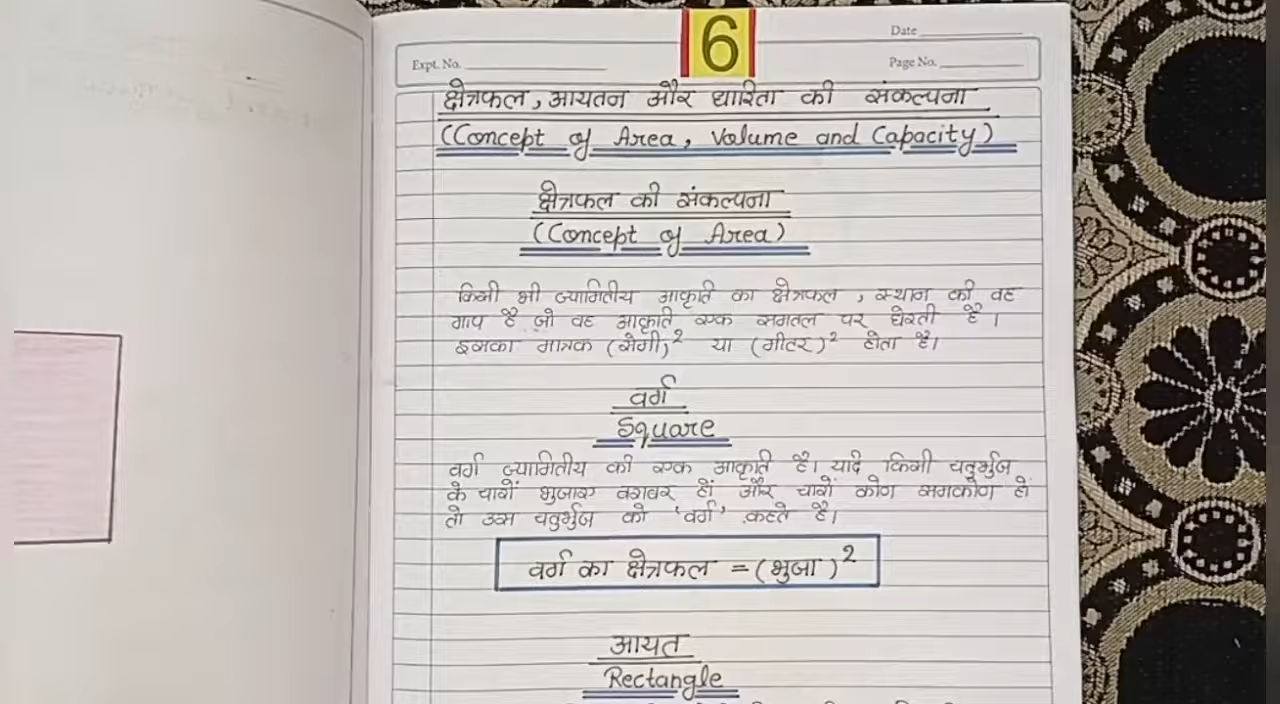 6
Date
Expt. No.
Page No.
क्षेत्रफल, आयतन और धारिता की संकल्पना
(Concept of Area, Volume and Capacity)
क्षेत्रफल की संकल्पना
(Concept of Area)
किसी भी ज्यामितीय आकृति का क्षेत्रफल, स्थान की वह
माप है जो वह आकृति एक समतल पर घेरती है।
इसका मात्रक (सेमी)² या (मीटर)² होता है।
वर्ग
Square
वर्ग ज्यामितीय की एक आकृति है। यदि किसी चतुर्भुज
के चारों भुजाएं बराबर हों और चारों कोण समकोण हो
तो उस चतुर्भुज को 'वर्ग' कहते है।
वर्ग का क्षेत्रफल = (भुजा)²
आयत
Rectangle